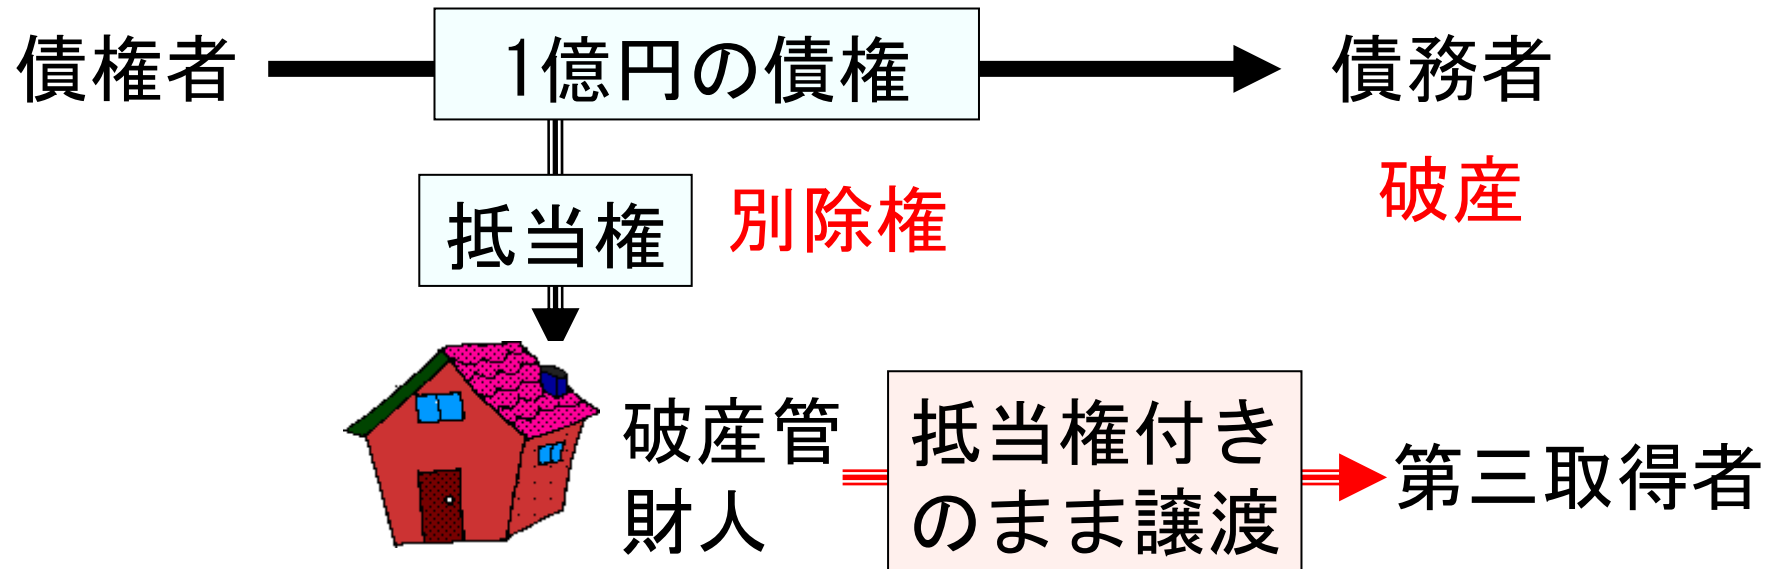 債権者
1億円の債権
債務者
破産
抵当権
別除権
破産管
財人
抵当権付き
のまま譲渡
第三取得者